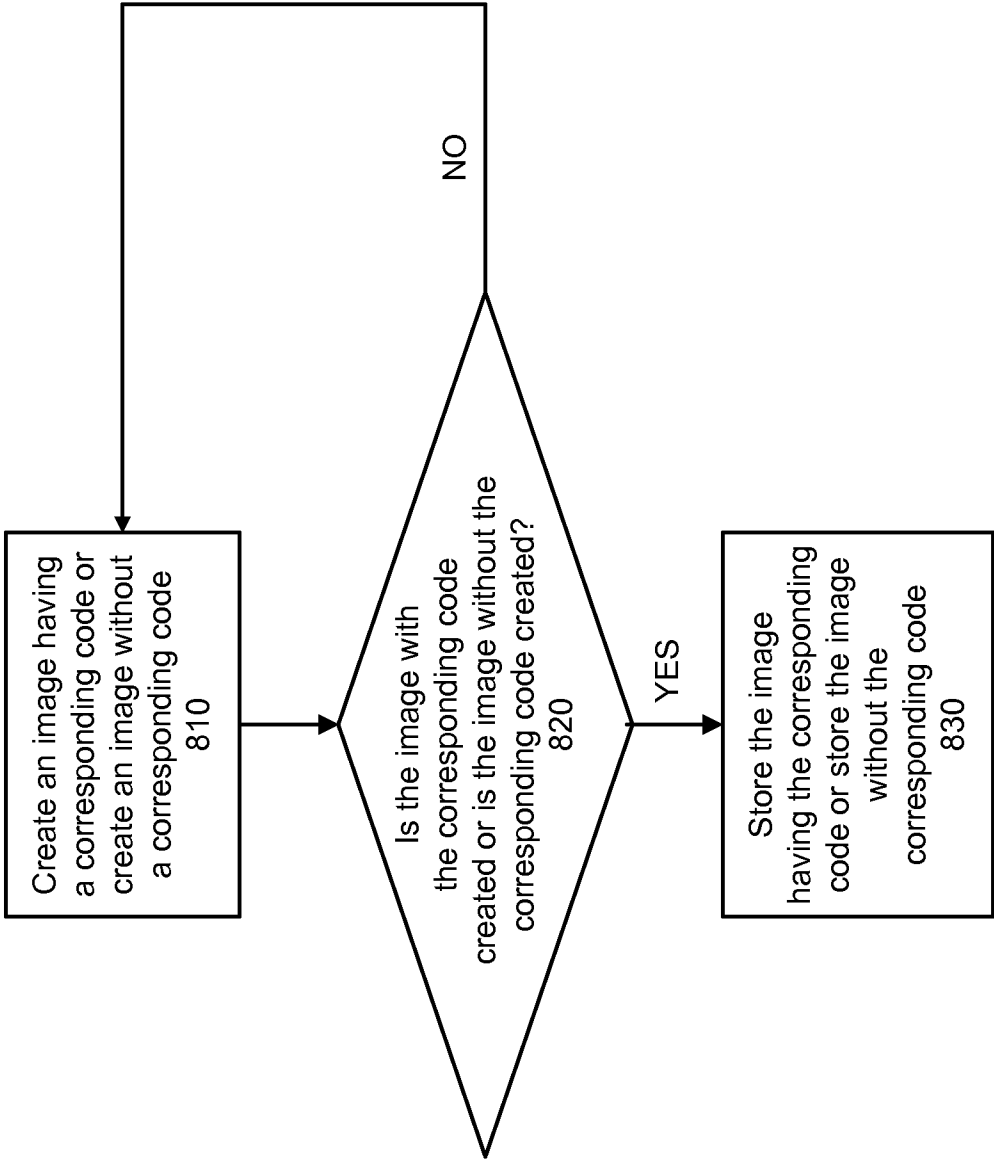 Create an image having
a corresponding code or
create an image without
a corresponding code
810
Is the image with
the corresponding code
created or is the image without the
corresponding code created?
820
NO
YES
Store the image
having the corresponding
code or store the image
without the
corresponding code
830